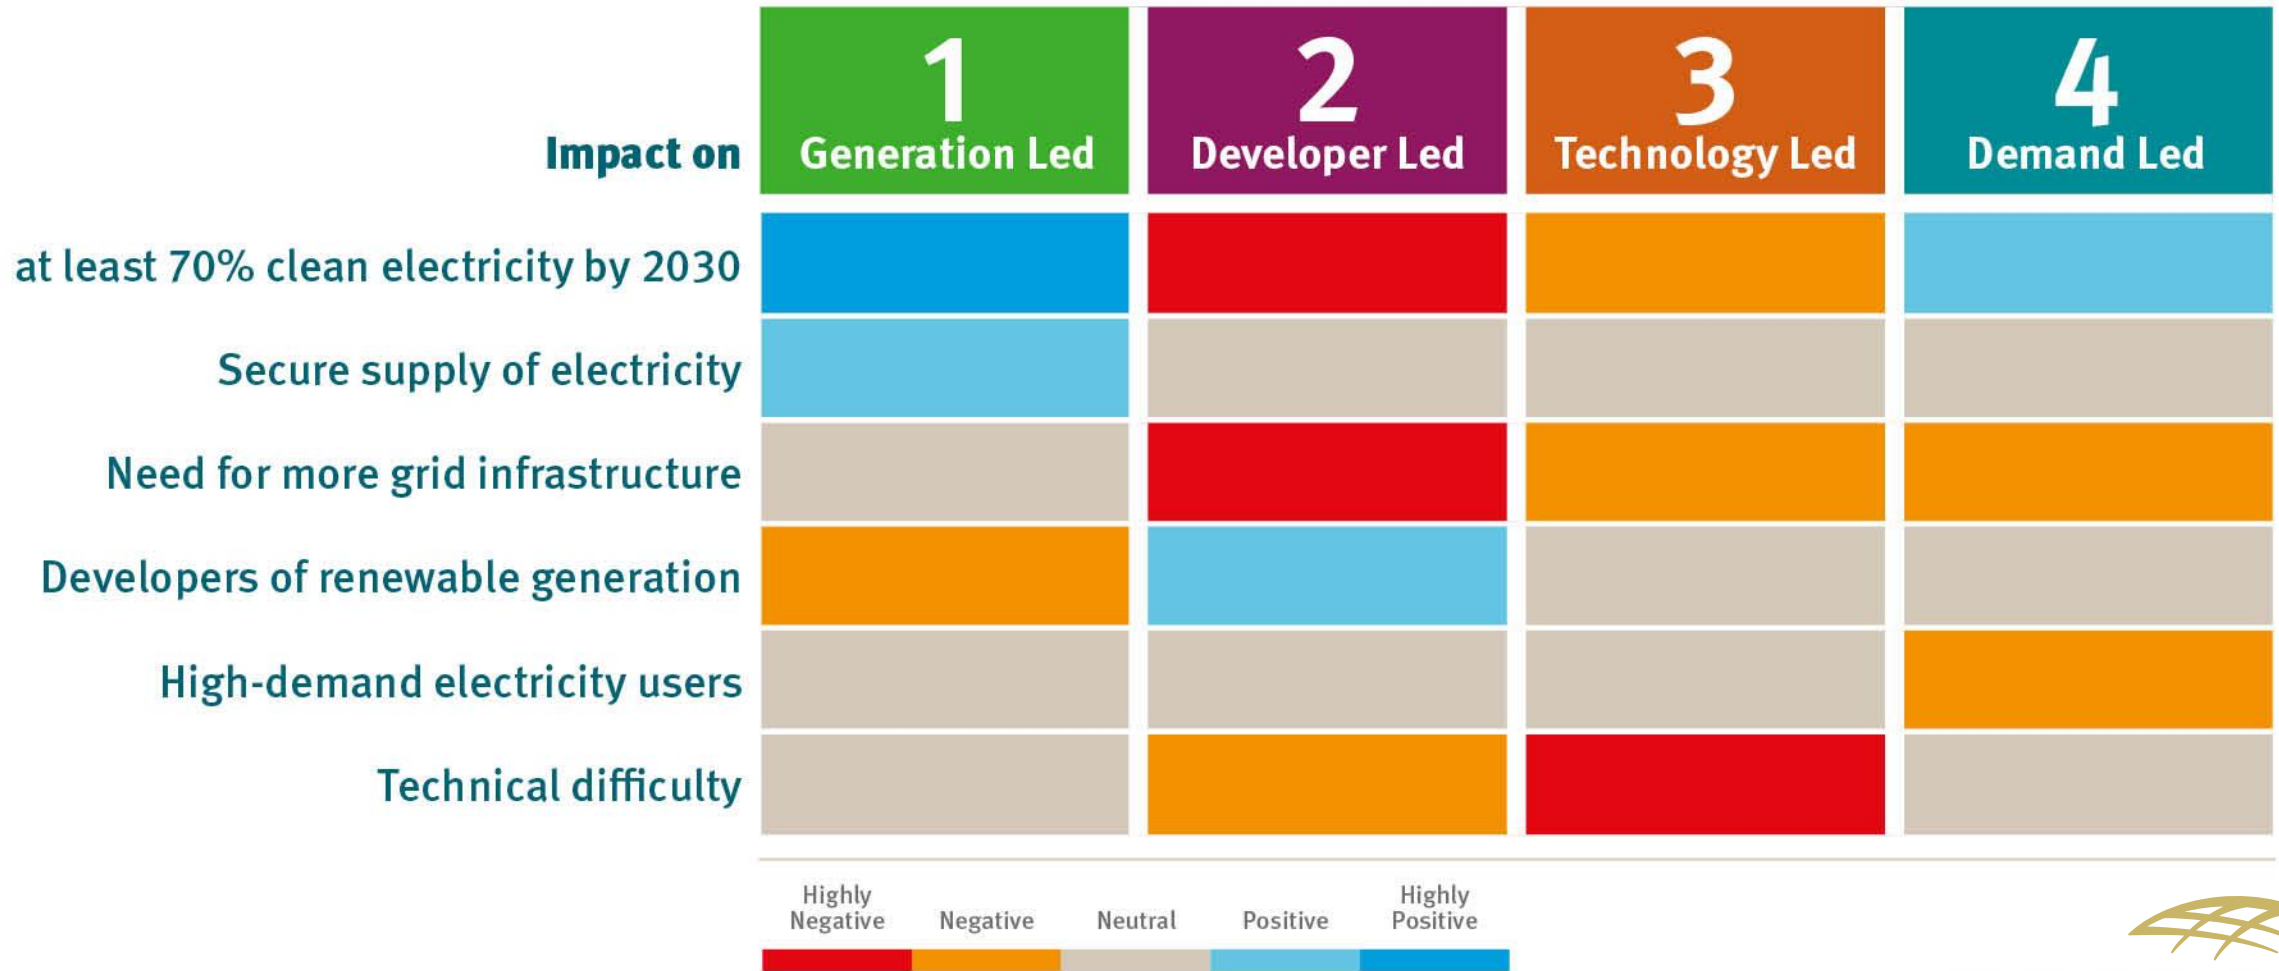 1
2
3
4
Impact on
Generation Led
Developer Led
Technology Led
Demand Led
at least 70% clean electricity by 2030
Secure supply of electricity
Need for more grid infrastructure
Developers of renewable generation
High-demand electricity users
Technical difficulty
Highly
Negative
Negative
Neutral
Positive
Highly
Positive